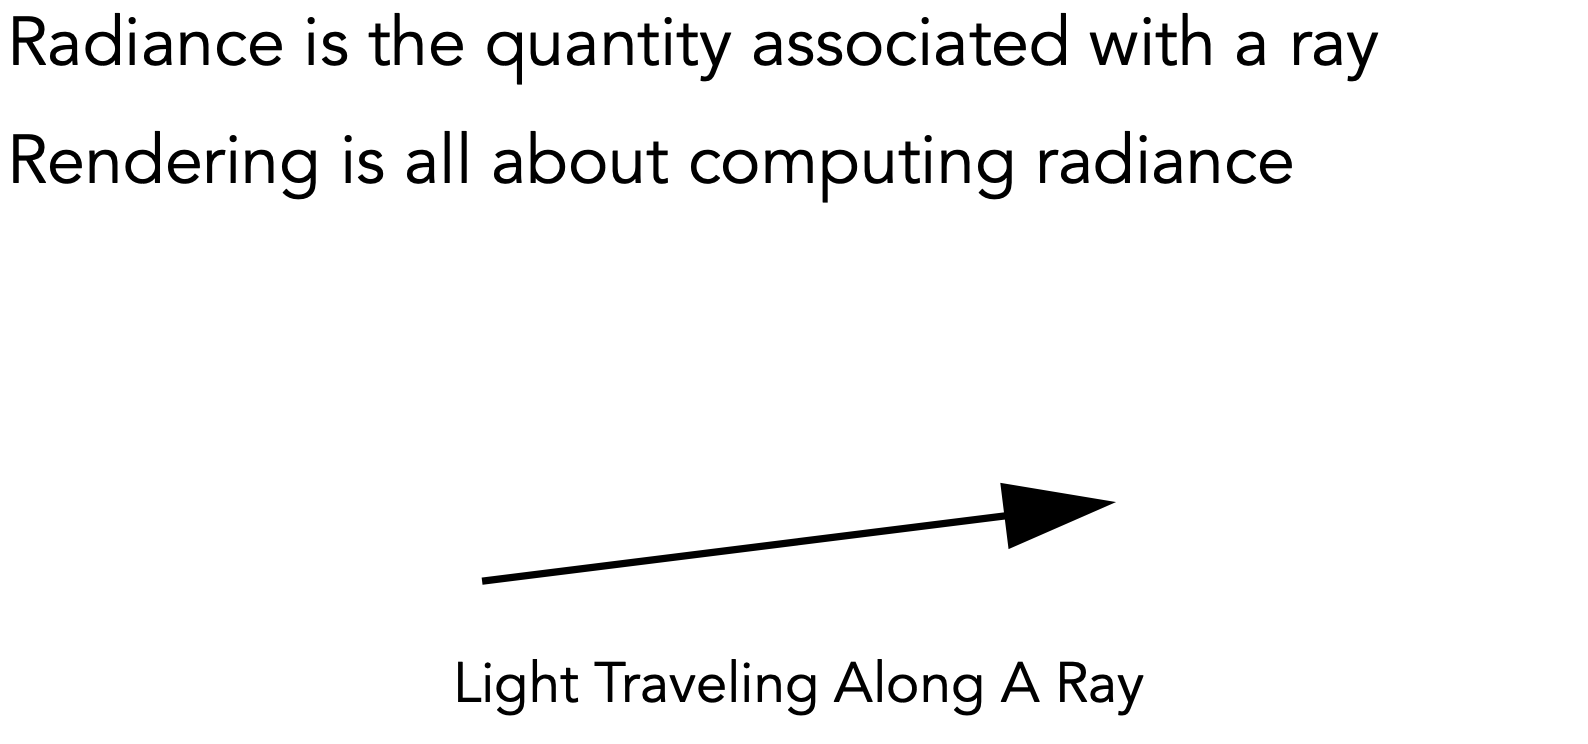 Radiance is the quantity associated with a ray
Rendering is all about computing radiance
Light Traveling Along A Ray